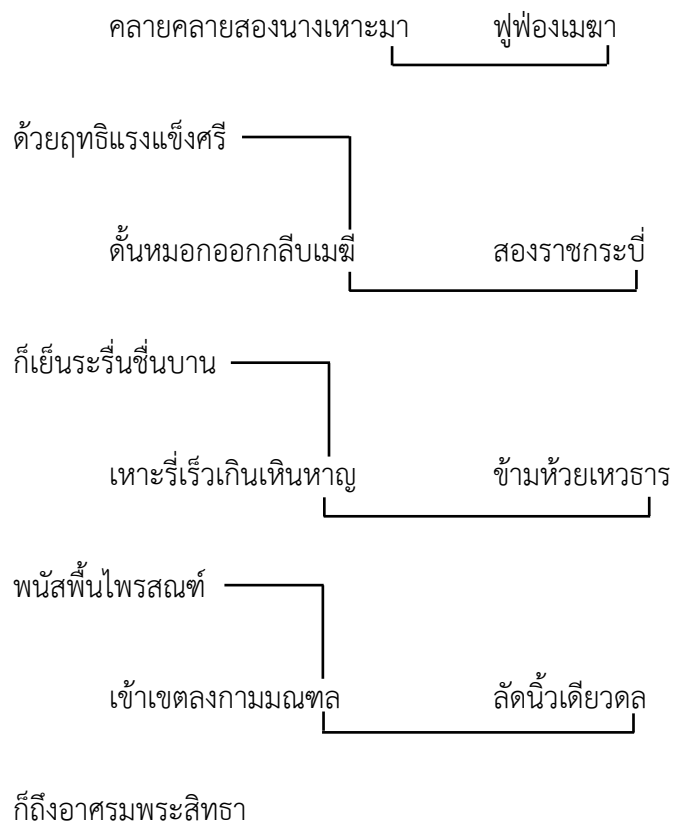 คลายคลายสองนางเหาะมา ฟูฟ่องเมฆา
ด้วยฤทธิแรงแข็งศรี
ดั้นหมอกออกกลีบเมฆี สองราชกระบี่
ก็เย็นระรื่นชื่นบาน
เหาะรี่เร็วเกินเหินหาญ ข้ามห้วยเหวธาร
พนัสพื้นไพรสณฑ์
เข้าเขตลงกามมณฑล ลัดนิ้วเดียวดล
ก็ถึงอาศรมพระสิทธา